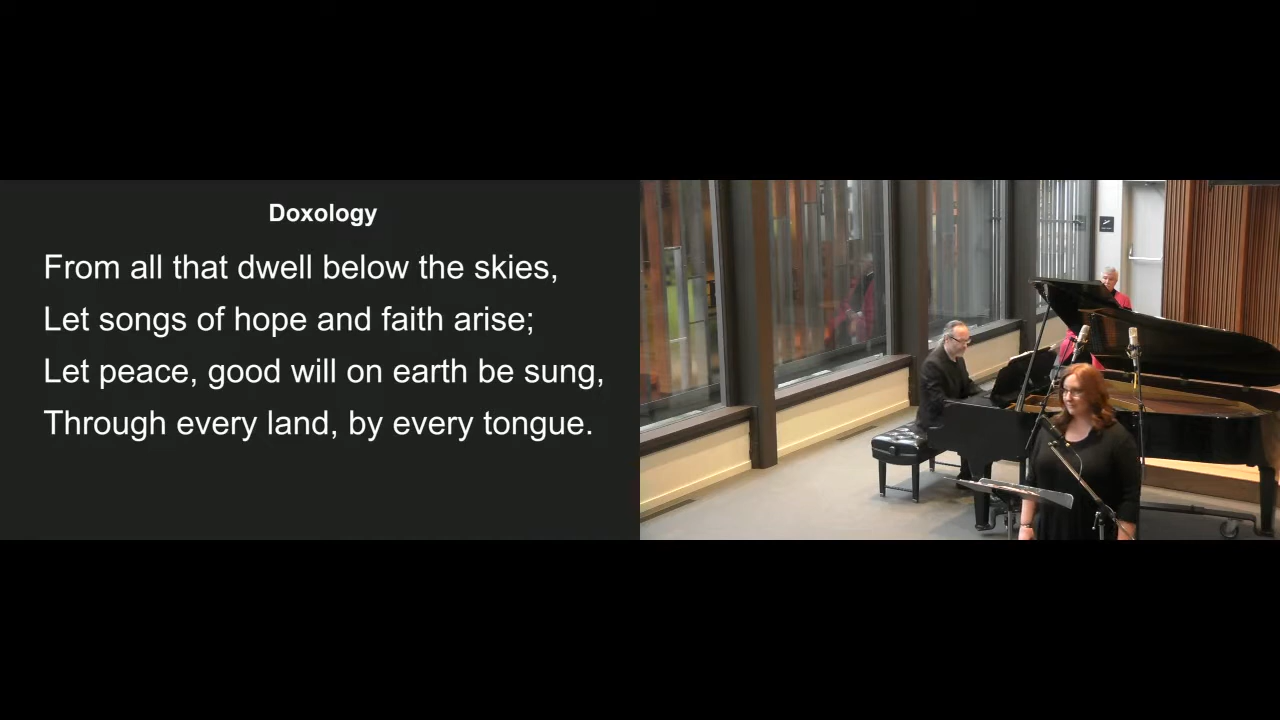 Doxology
From all that dwell below the skies,
Let songs of hope and faith arise;
Let peace, good will on earth be sung,
Through every land, by every tongue.